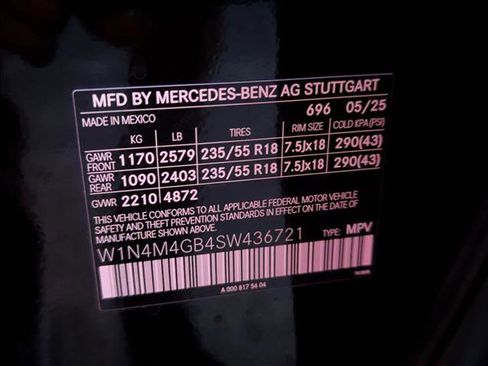 MFD BY MERCEDES-BENZ AG STUTTGART
MADE IN MEXICO 696 05/25
KG LB TIRES RIM SIZE COLD KPA(PSI)
GAWR FRONT 1170 2579 235/55 R18 7.5Jx18 290(43)
GAWR REAR 1090 2403 235/55 R18 7.5Jx18 290(43)
GVWR 2210 4872
THIS VEHICLE CONFORMS TO ALL APPLICABLE FEDERAL MOTOR VEHICLE
SAFETY AND THEFT PREVENTION STANDARDS IN EFFECT ON THE DATE OF
MANUFACTURE SHOWN ABOVE.
W1N4M4GB4SW436721 TYPE: MPV
A 000 817 54 04